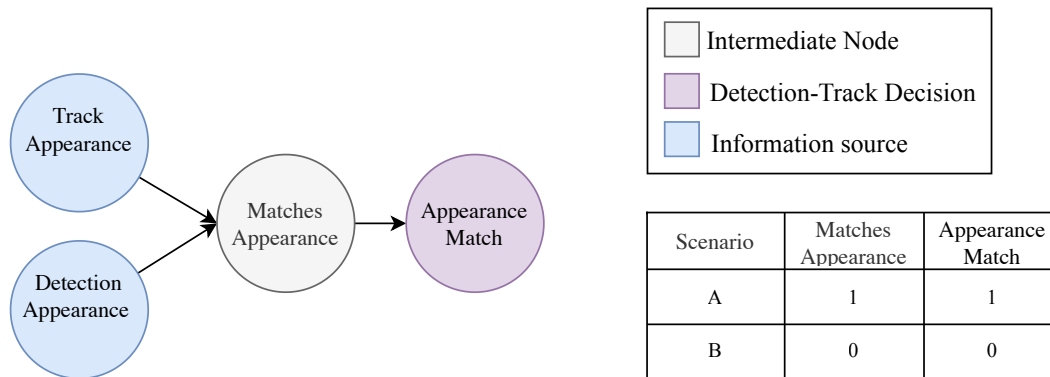 Track
Appearance
Detection
Appearance
Matches
Appearance
Appearance
Match
Intermediate Node
Detection-Track Decision
Information source
Scenario
Matches
Appearance
Appearance
Match
A
1
1
B
0
0